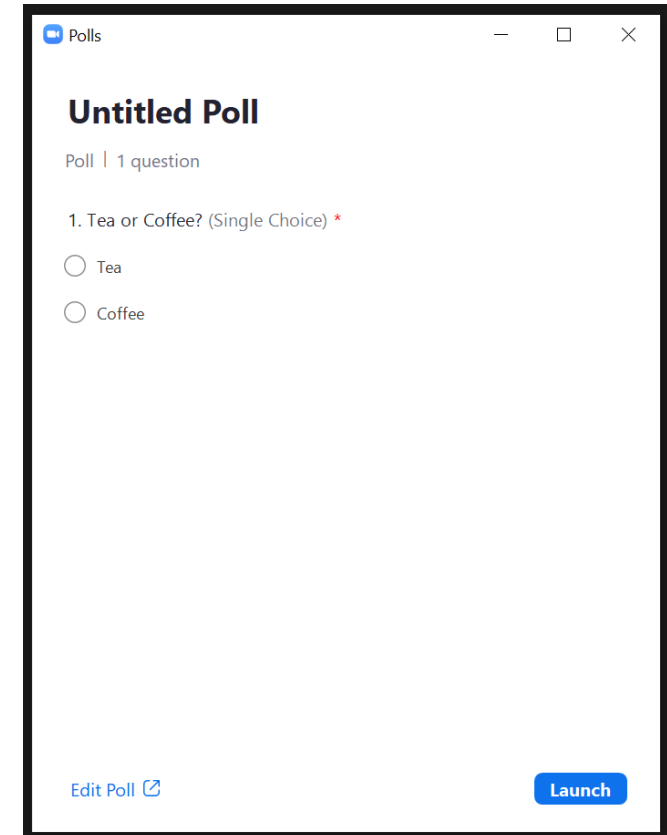 Polls
Untitled Poll
Poll | 1 question
1. Tea or Coffee? (Single Choice) *
Tea
Coffee
Edit Poll
Launch